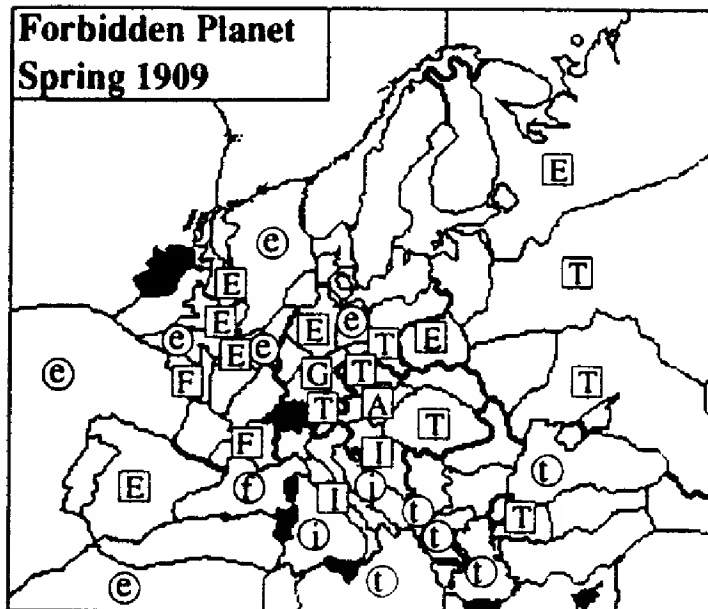 Forbidden Planet
Spring 1909
E
e
T
E
E E e
e E e T E
e F G T T
T A T
F I
t
E f I i
t T
i t
e t t